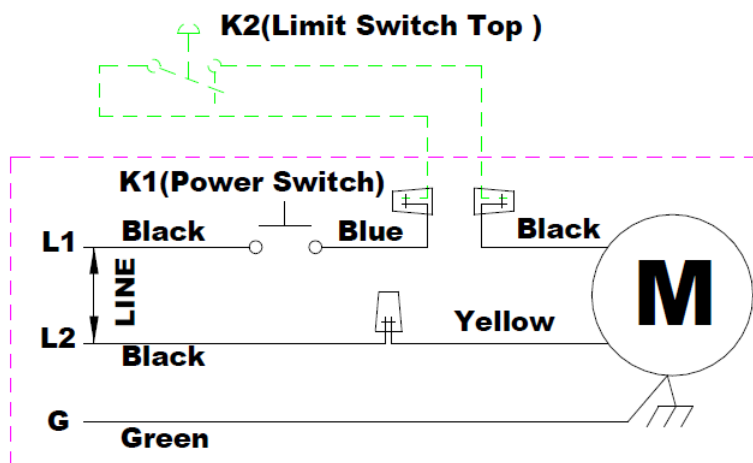 K2(Limit Switch Top )
K1(Power Switch)
L1 Black Blue Black
LINE
M
L2 Black Yellow
G Green